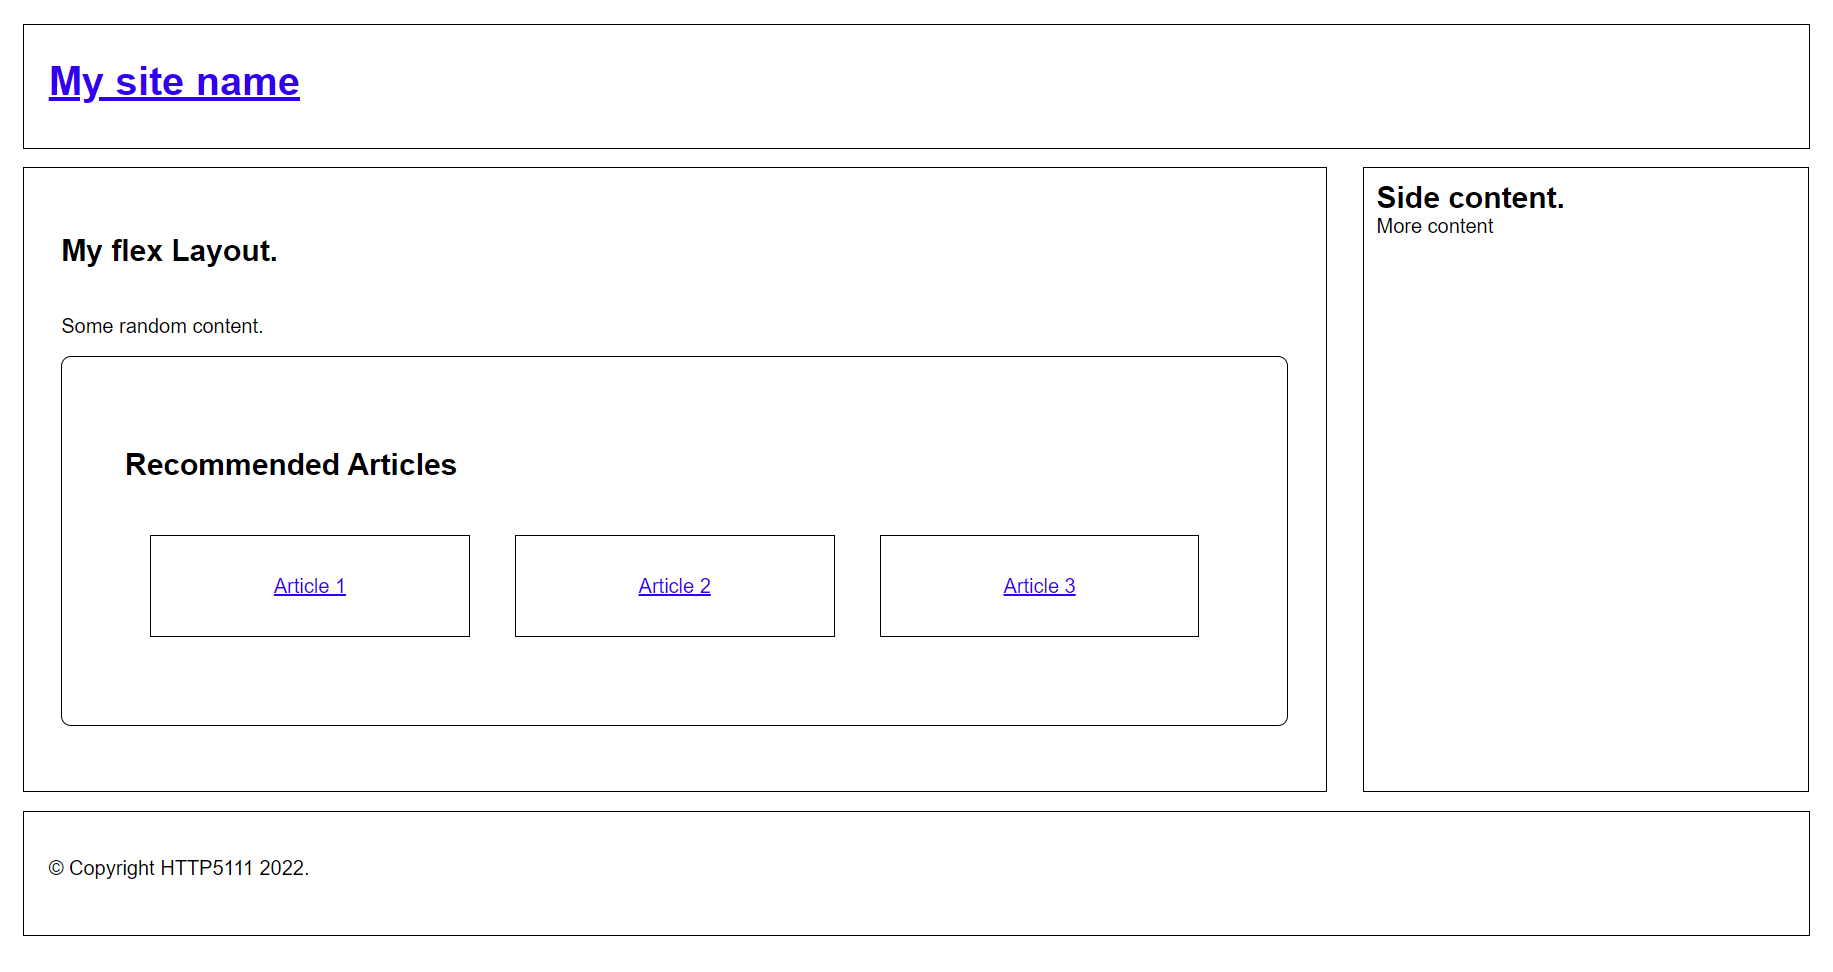 My site name
My flex Layout.
Some random content.
Recommended Articles
Article 1
Article 2
Article 3
Side content.
More content
© Copyright HTTP5111 2022.